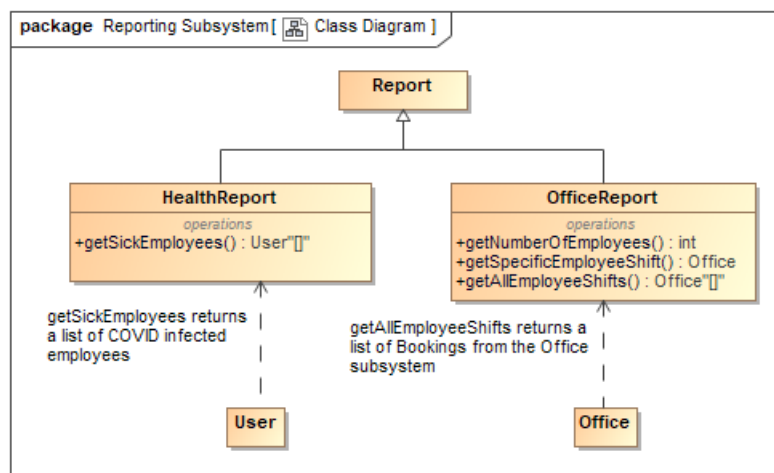 package Reporting Subsystem[ Class Diagram ]
Report
HealthReport
operations
+getSickEmployees() : User"[]"
OfficeReport
operations
+getNumberOfEmployees() : int
+getSpecificEmployeeShift() : Office
+getAllEmployeeShifts() : Office"[]"
getSickEmployees returns
a list of COVID infected
employees
getAllEmployeeShifts returns a
list of Bookings from the Office
subsystem
User
Office